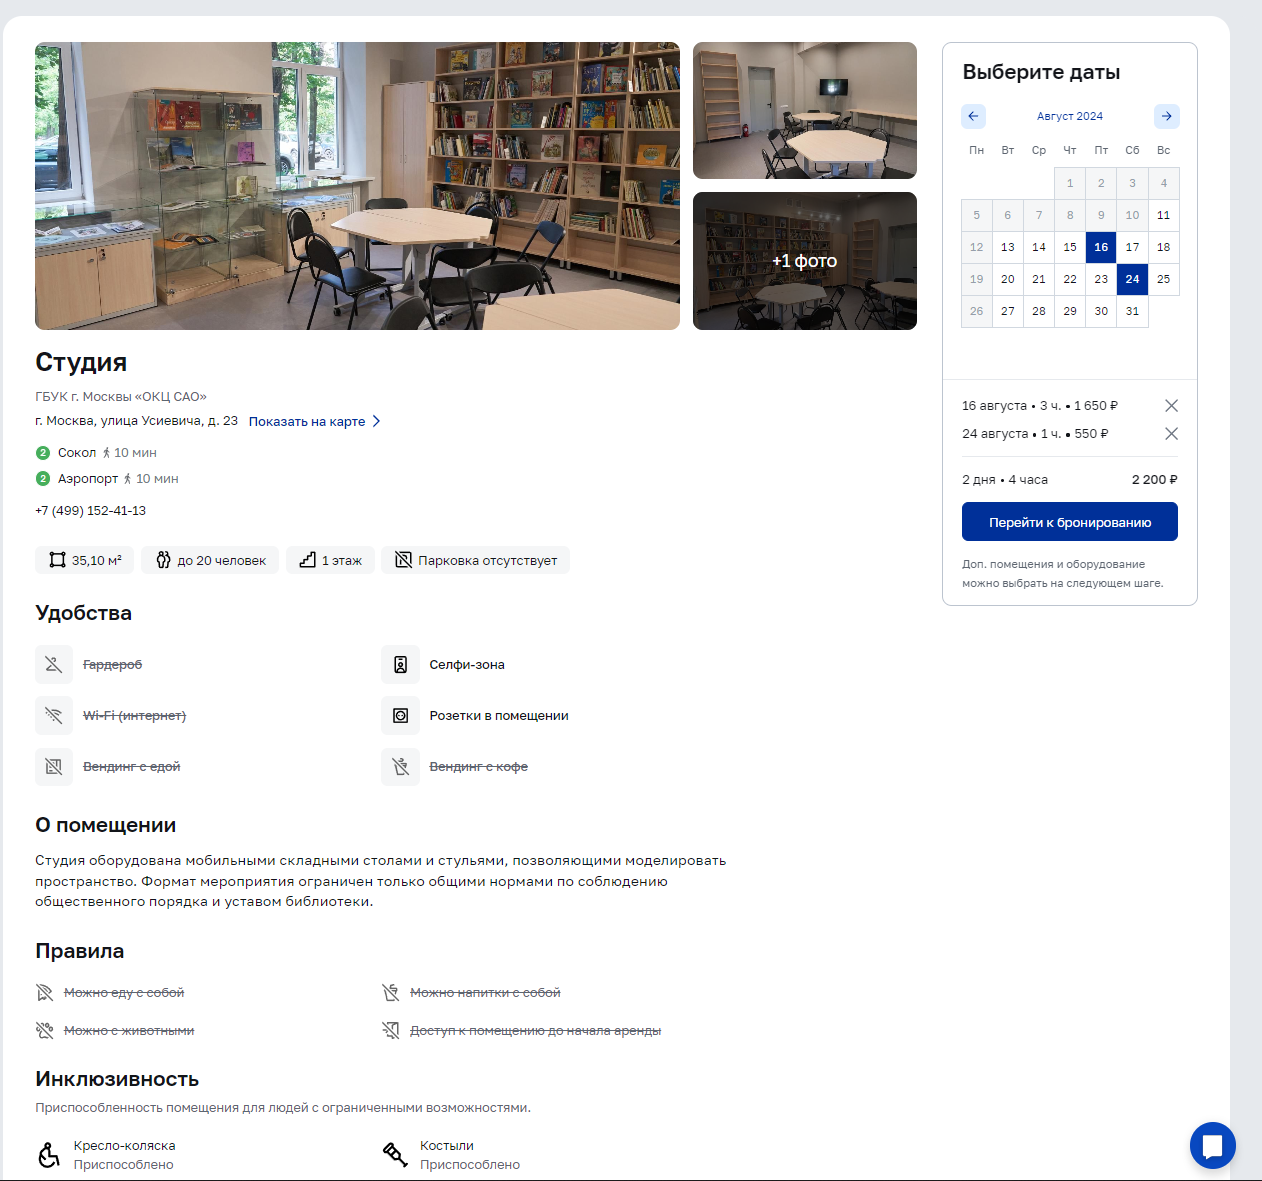 +1 фото
Студия
ГБУК г. Москвы «ОКЦ САО»
г. Москва, улица Усиевича, д. 23 Показать на карте
2 Сокол 10 мин
2 Аэропорт 10 мин
+7 (499) 152-41-13
35,10 м² до 20 человек 1 этаж Парковка отсутствует
Удобства
Гардероб Селфи-зона
Wi-Fi (интернет) Розетки в помещении
Вендинг с едой Вендинг с кофе
О помещении
Студия оборудована мобильными складными столами и стульями, позволяющими моделировать
пространство. Формат мероприятия ограничен только общими нормами по соблюдению
общественного порядка и уставом библиотеки.
Правила
Можно еду с собой Можно напитки с собой
Можно с животными Доступ к помещению до начала аренды
Инклюзивность
Приспособленность помещения для людей с ограниченными возможностями.
Кресло-коляска Костыли
Приспособлено Приспособлено
Выберите даты
Август 2024
Пн Вт Ср Чт Пт Сб Вс
1 2 3 4
5 6 7 8 9 10 11
12 13 14 15 16 17 18
19 20 21 22 23 24 25
26 27 28 29 30 31
16 августа • 3 ч. • 1 650 ₽
24 августа • 1 ч. • 550 ₽
2 дня • 4 часа 2 200 ₽
Перейти к бронированию
Доп. помещения и оборудование
можно выбрать на следующем шаге.